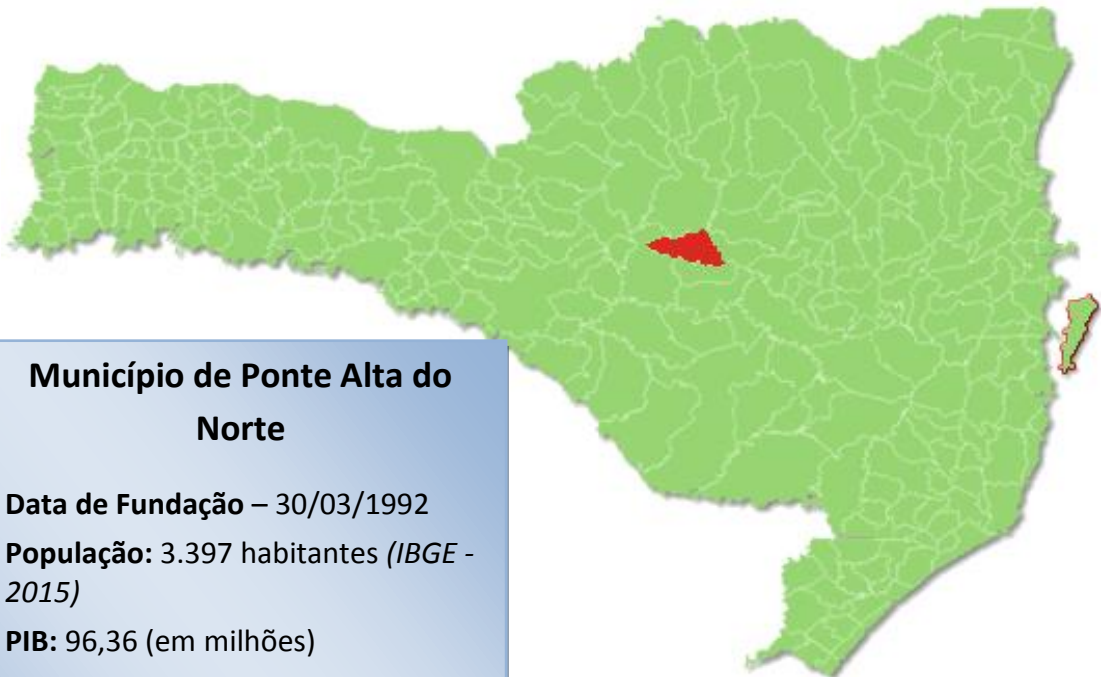 Município de Ponte Alta do
Norte
Data de Fundação – 30/03/1992
População: 3.397 habitantes (IBGE -
2015)
PIB: 96,36 (em milhões)